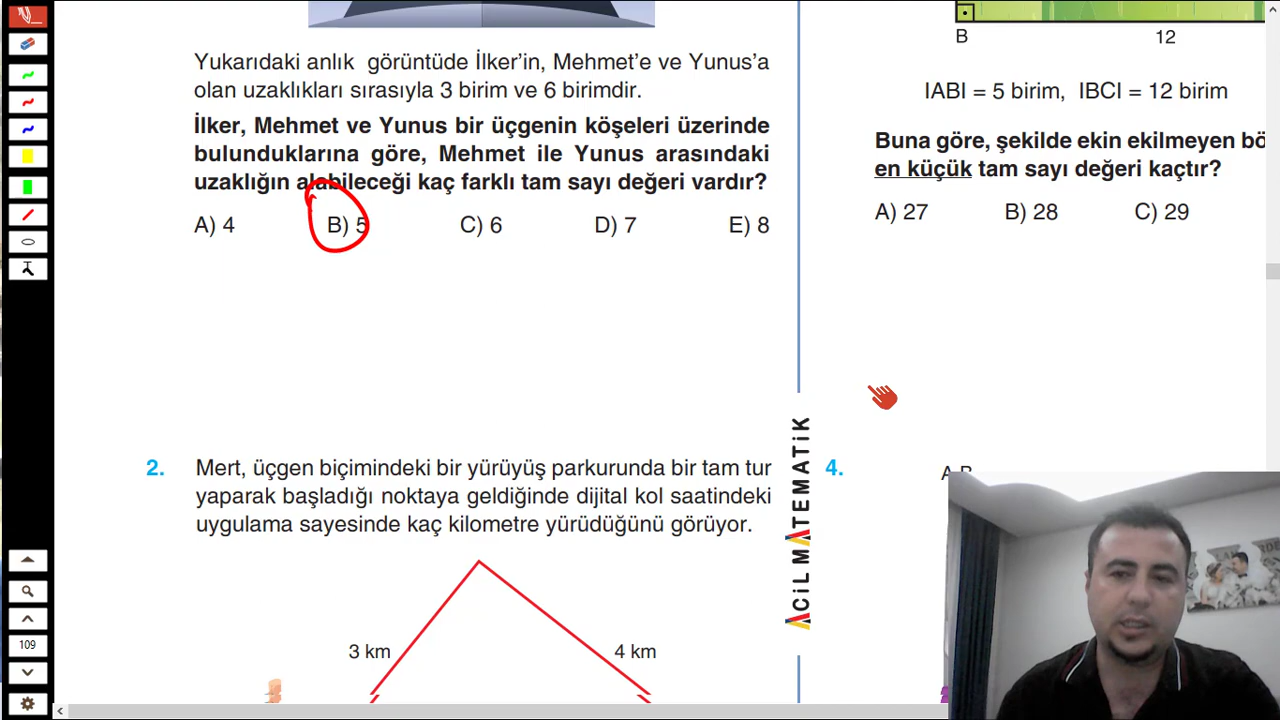 Yukarıdaki anlık görüntüde İlker'in, Mehmet'e ve Yunus'a
olan uzaklıkları sırasıyla 3 birim ve 6 birimdir.
İlker, Mehmet ve Yunus bir üçgenin köşeleri üzerinde
bulunduklarına göre, Mehmet ile Yunus arasındaki
uzaklığın alabileceği kaç farklı tam sayı değeri vardır?
A) 4 B) 5 C) 6 D) 7 E) 8
2. Mert, üçgen biçimindeki bir yürüyüş parkurunda bir tam tur
yaparak başladığı noktaya geldiğinde dijital kol saatindeki
uygulama sayesinde kaç kilometre yürüdüğünü görüyor.
3 km 4 km
ACİLMATEMATİK
B 12
IABI = 5 birim, IBCI = 12 birim
Buna göre, şekilde ekin ekilmeyen bö
en küçük tam sayı değeri kaçtır?
A) 27 B) 28 C) 29
4.
109